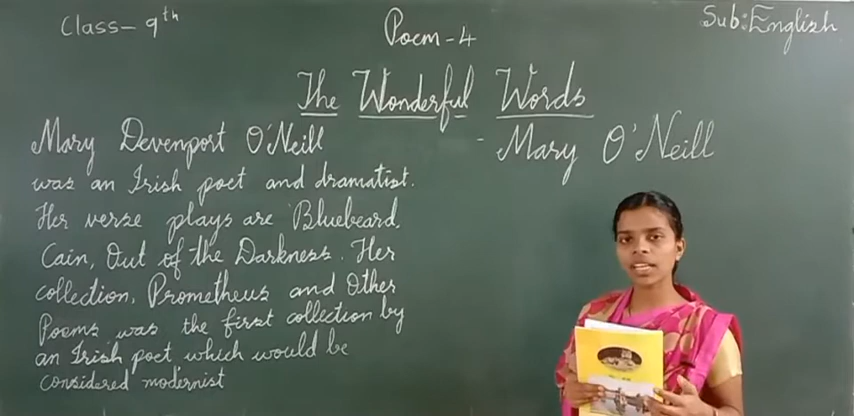 Class- 9th
Poem-4
Sub: English
The Wonderful Words
- Mary O'Neill
Mary Devenport O'Neill
was an Irish poet and dramatist.
Her verse plays are Bluebeard,
Cain, Out of the Darkness. Her
collection, Prometheus and Other
Poems was the first collection by
an Irish poet which would be
considered modernist